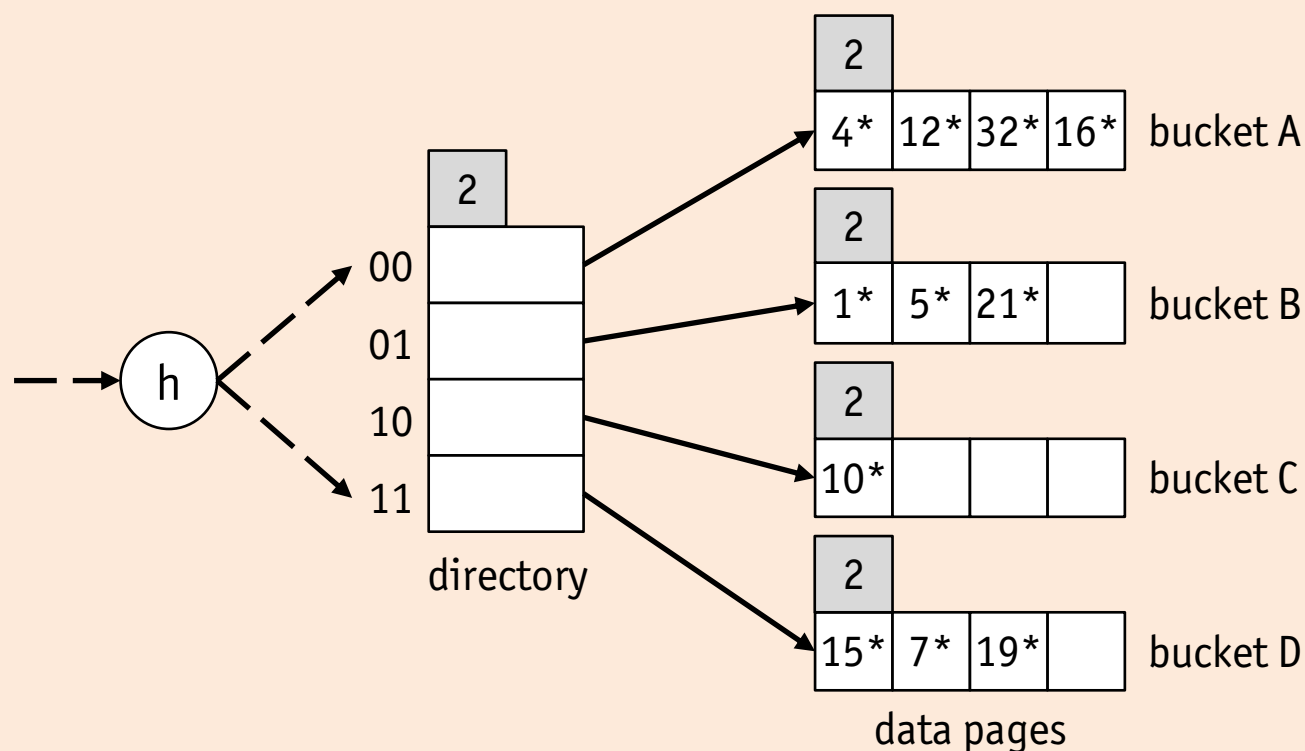 2
4* 12* 32* 16* bucket A
2
2
00
1* 5* 21* bucket B
01
h
2
10
10* bucket C
11
directory
2
15* 7* 19* bucket D
data pages